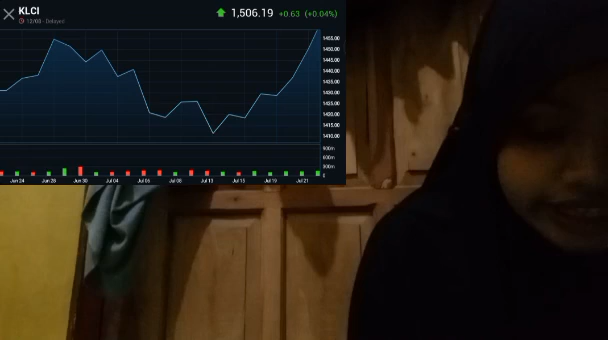 KLCI
12/08 - Delayed
1,506.19 +0.63 (+0.04%)
1455.00
1450.00
1445.00
1440.00
1435.00
1430.00
1425.00
1420.00
1415.00
1410.00
900m
600m
300m
0
Jun 24 Jun 28 Jun 30 Jul 04 Jul 06 Jul 08 Jul 13 Jul 15 Jul 19 Jul 21